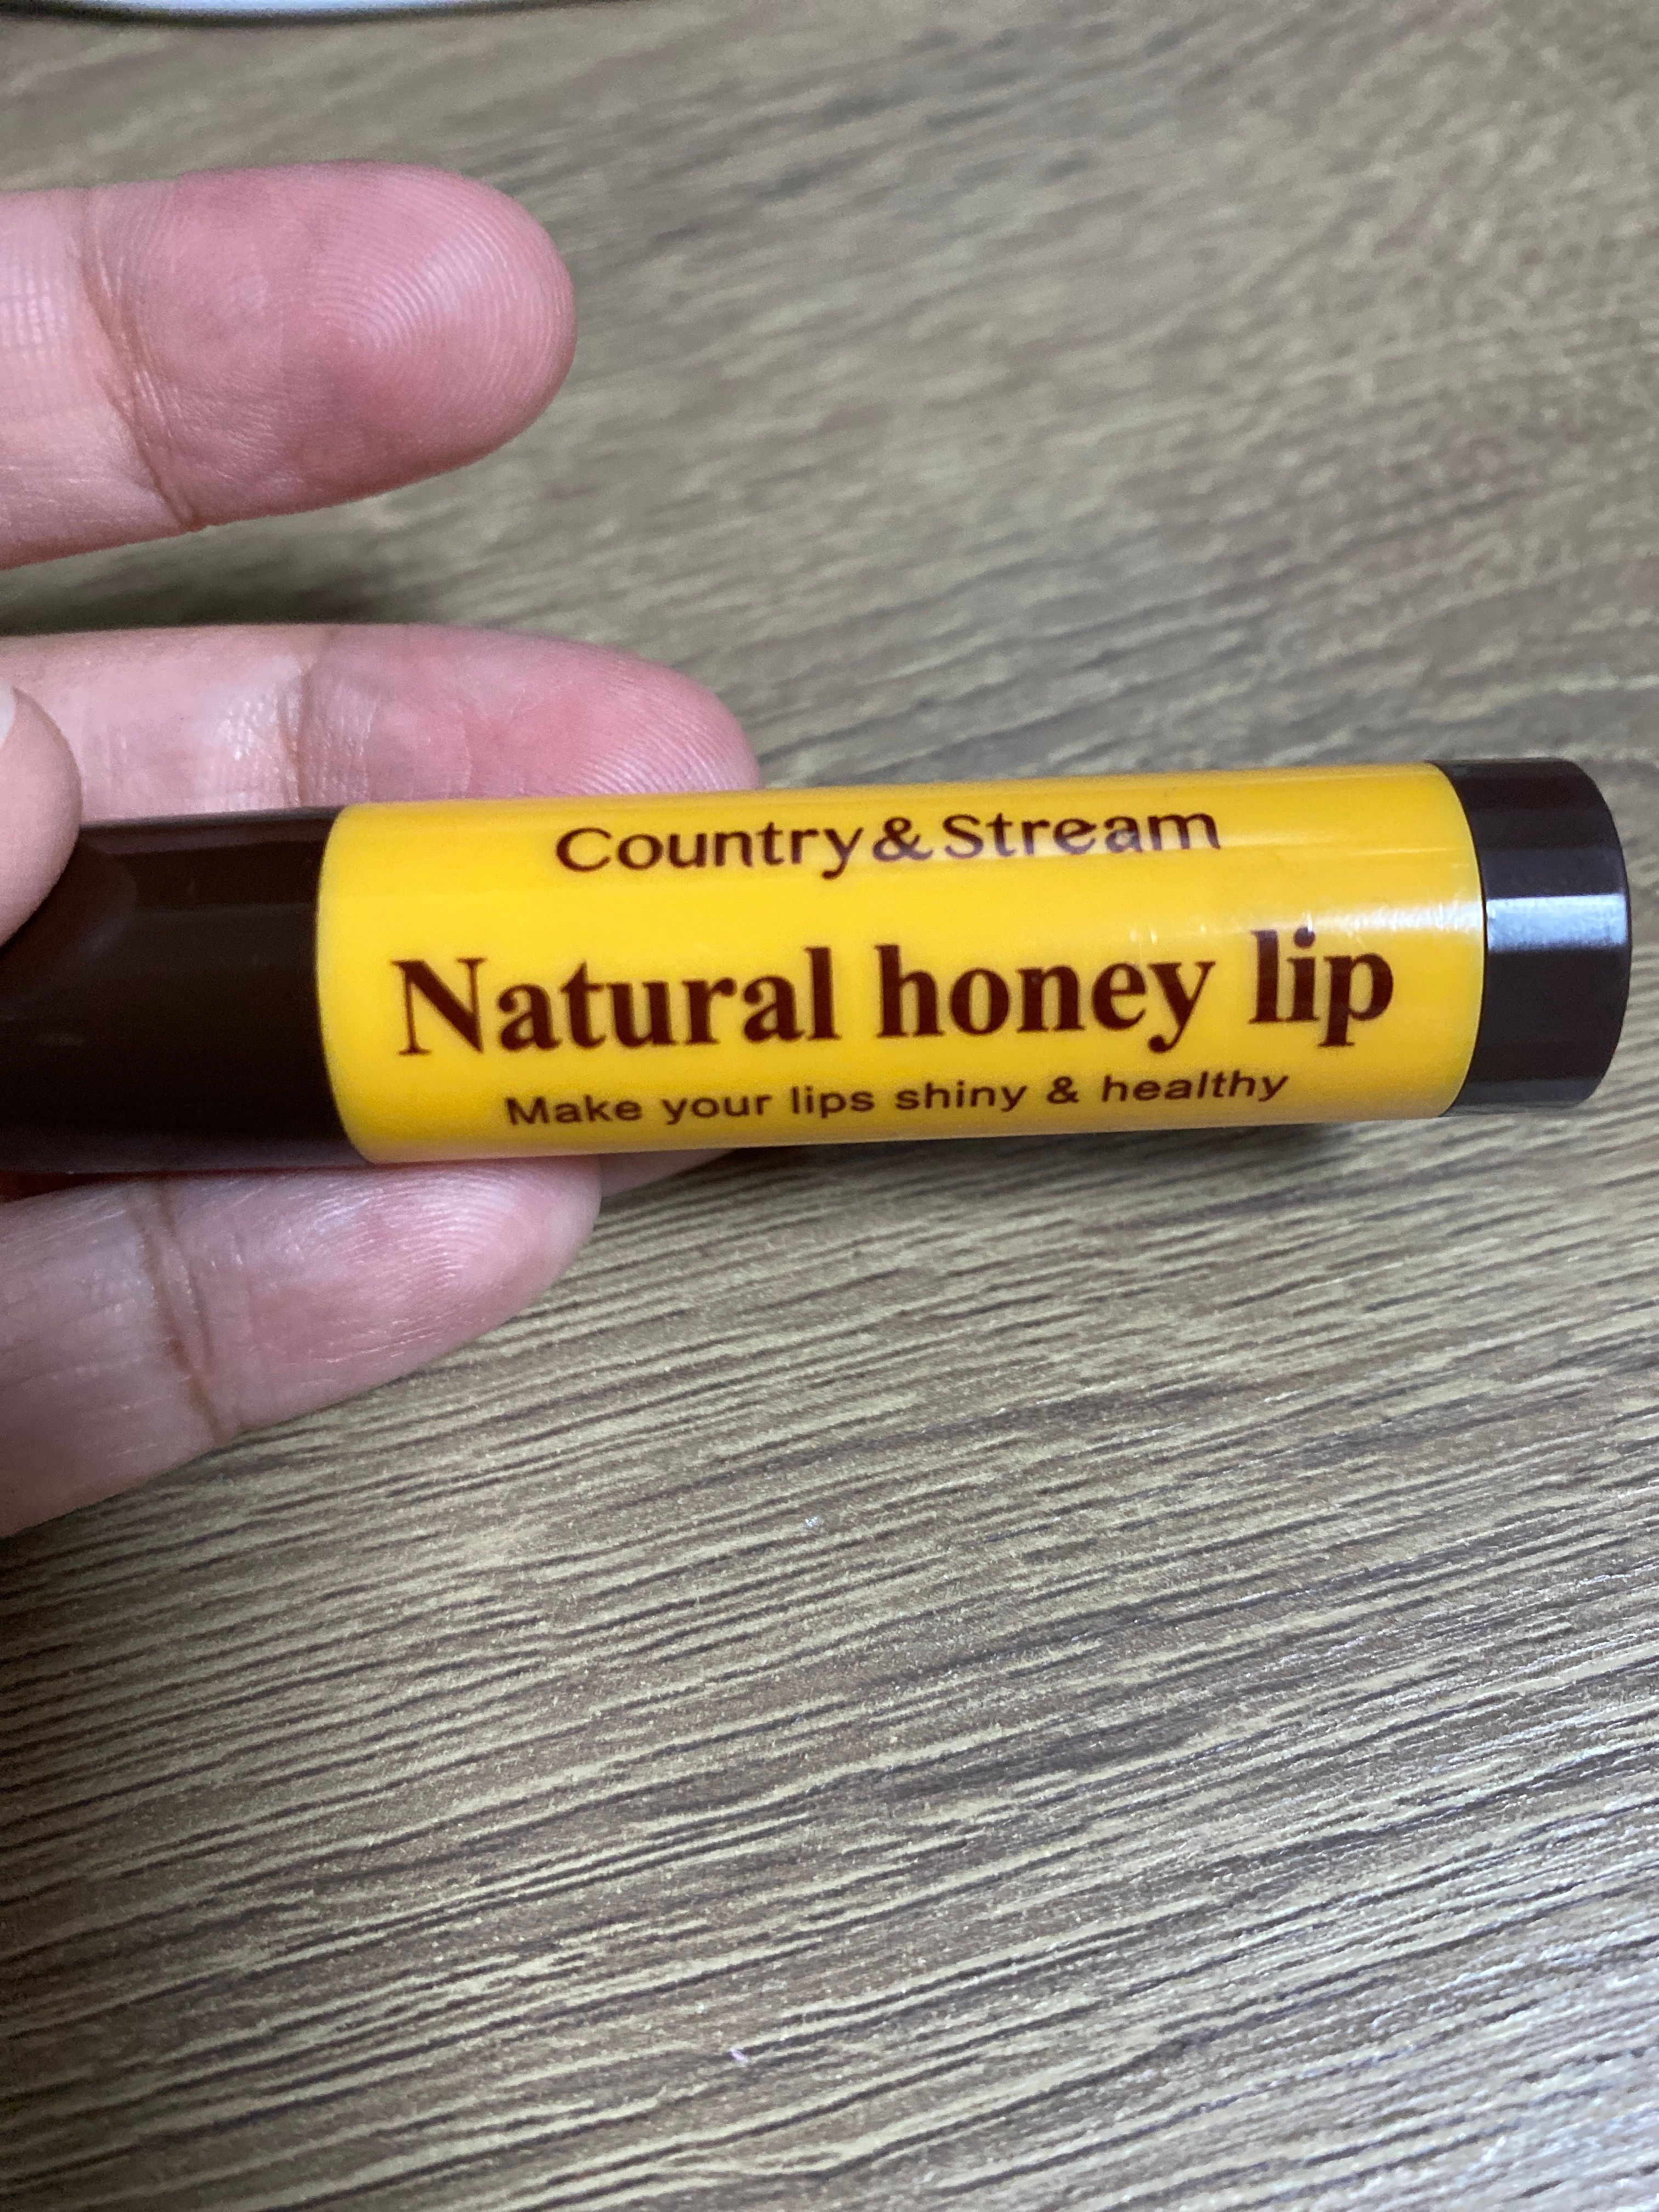 Country&Stream
Natural honey lip
Make your lips shiny & healthy